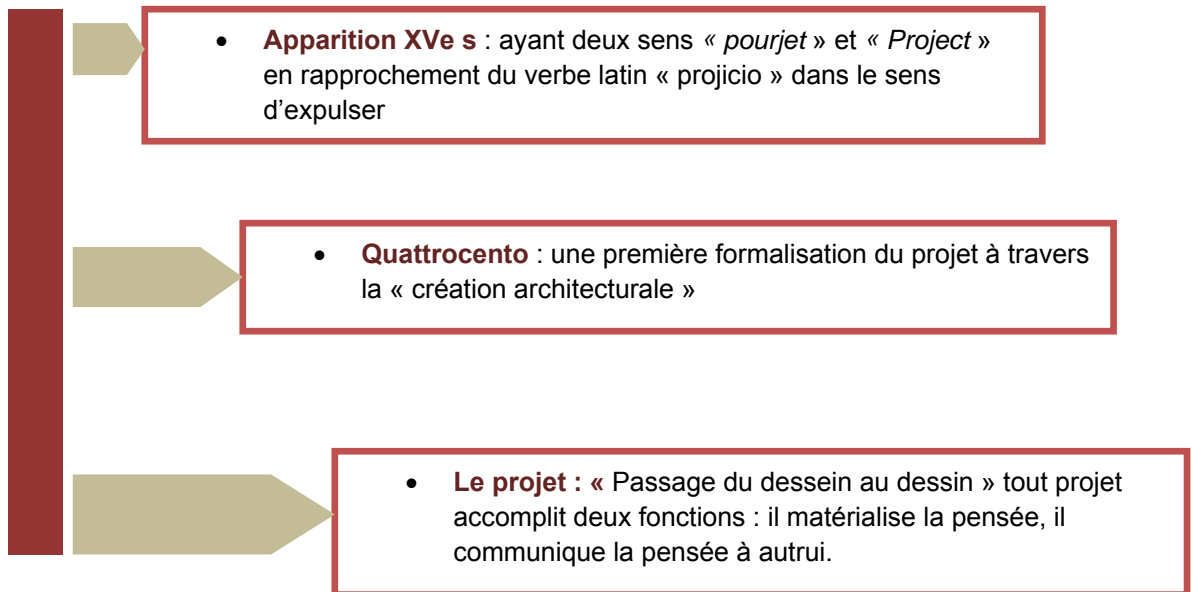 • Apparition XVe s : ayant deux sens « pourjet » et « Project »
en rapprochement du verbe latin « projicio » dans le sens
d’expulser
• Quattrocento : une première formalisation du projet à travers
la « création architecturale »
• Le projet : « Passage du dessein au dessin » tout projet
accomplit deux fonctions : il matérialise la pensée, il
communique la pensée à autrui.